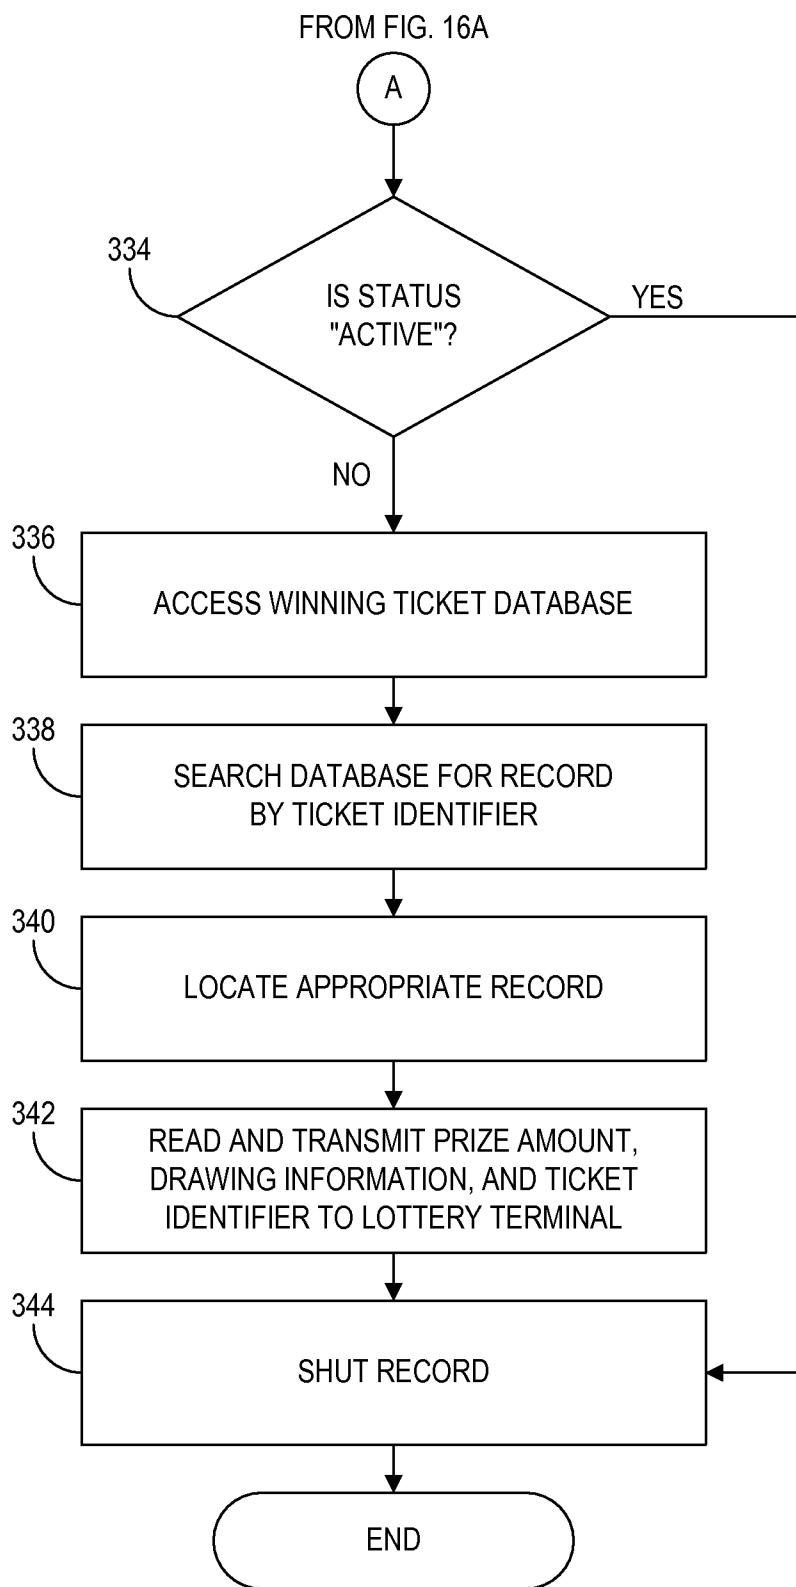 FROM FIG. 16A
A
334
IS STATUS
"ACTIVE"?
YES
NO
336
ACCESS WINNING TICKET DATABASE
338
SEARCH DATABASE FOR RECORD
BY TICKET IDENTIFIER
340
LOCATE APPROPRIATE RECORD
342
READ AND TRANSMIT PRIZE AMOUNT,
DRAWING INFORMATION, AND TICKET
IDENTIFIER TO LOTTERY TERMINAL
344
SHUT RECORD
END